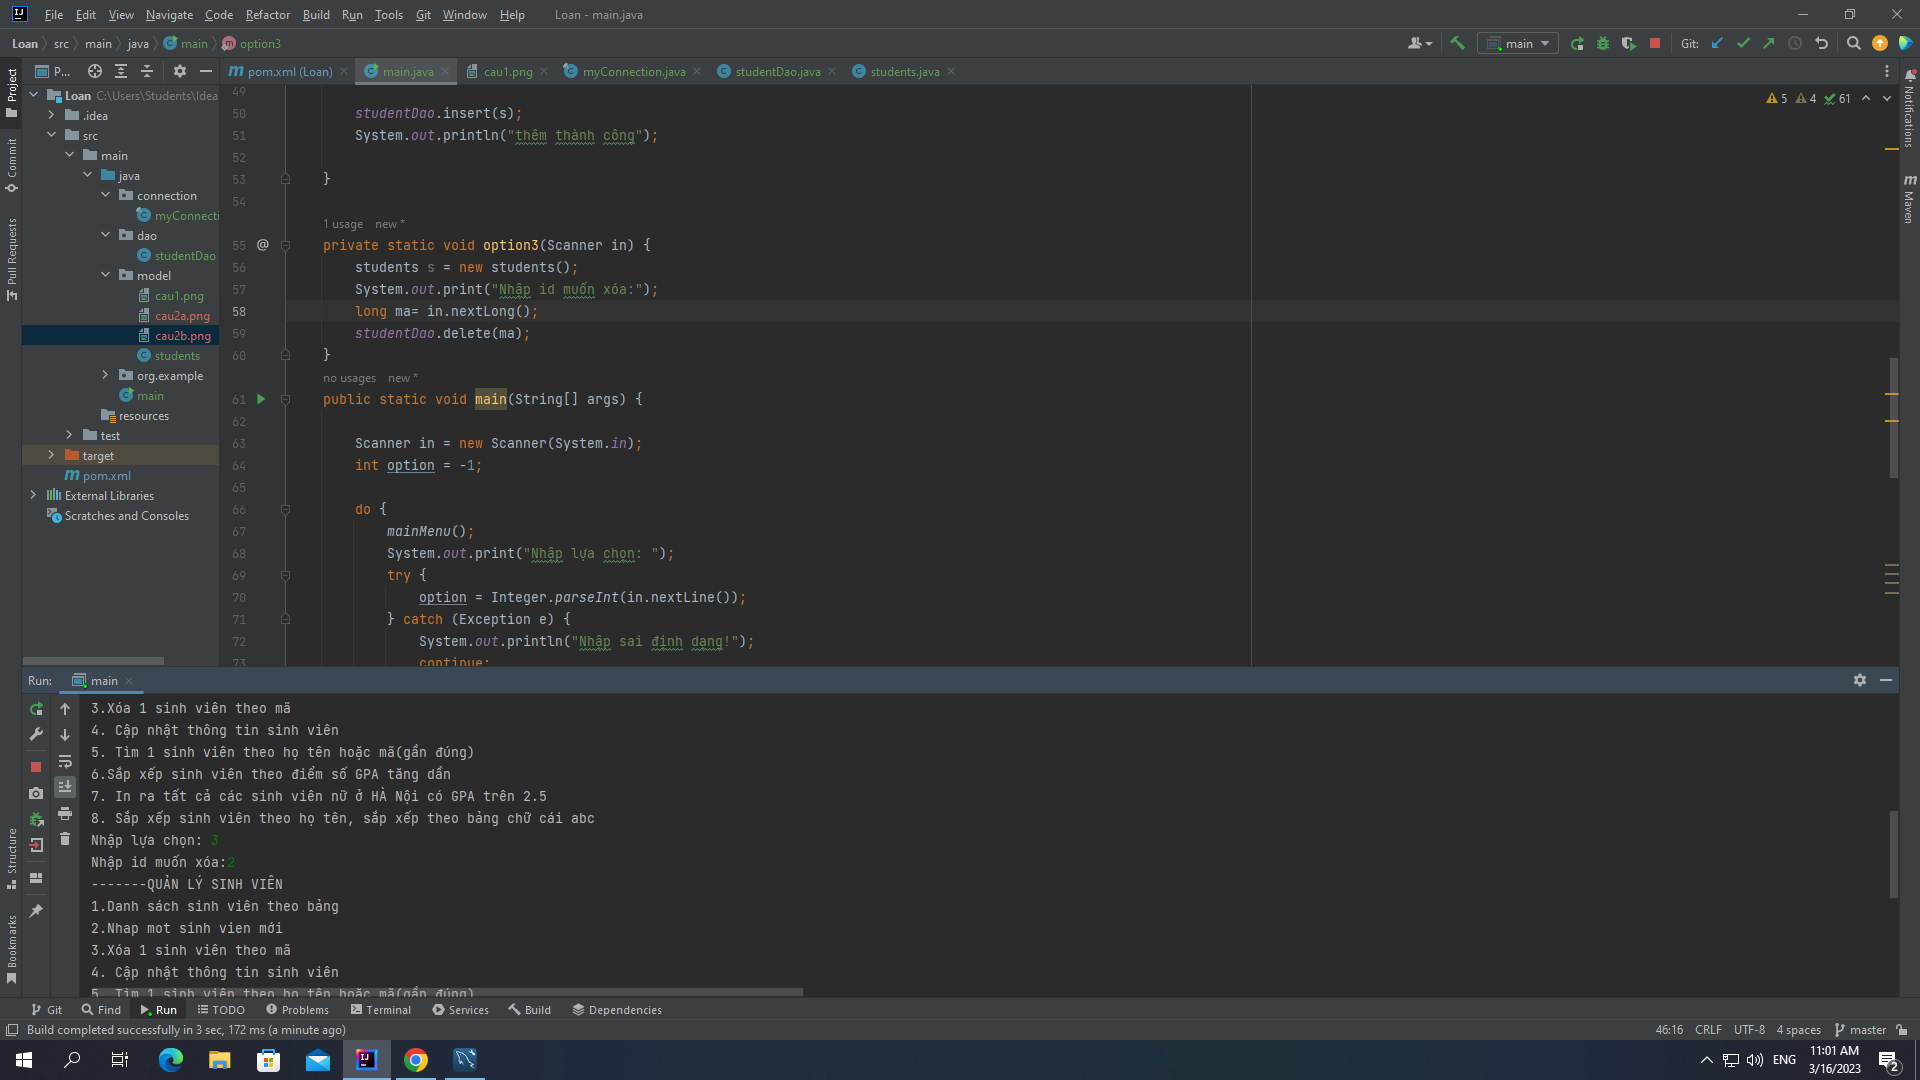 File Edit View Navigate Code Refactor Build Run Tools Git Window Help Loan - main.java
Loan src main java main option3 main Git:
P... pom.xml (Loan) main.java cau1.png myConnection.java studentDao.java students.java
Project
Commit
Pull Requests
Structure
Bookmarks
Notifications
Maven
Loan C:\Users\Students\Idea
.idea
src
main
java
connection
myConnecti
dao
studentDao
model
cau1.png
cau2a.png
cau2b.png
students
org.example
main
resources
test
target
pom.xml
External Libraries
Scratches and Consoles
5 4 61
49
50 studentDao.insert(s);
51 System.out.println("thêm thành công");
52
53 }
54
1 usage new *
55 @ private static void option3(Scanner in) {
56 students s = new students();
57 System.out.print("Nhập id muốn xóa:");
58 long ma= in.nextLong();
59 studentDao.delete(ma);
60 }
no usages new *
61 public static void main(String[] args) {
62
63 Scanner in = new Scanner(System.in);
64 int option = -1;
65
66 do {
67 mainMenu();
68 System.out.print("Nhập lựa chọn: ");
69 try {
70 option = Integer.parseInt(in.nextLine());
71 } catch (Exception e) {
72 System.out.println("Nhập sai định dạng!");
73 continue;
Run: main
3.Xóa 1 sinh viên theo mã
4. Cập nhật thông tin sinh viên
5. Tìm 1 sinh viên theo họ tên hoặc mã(gần đúng)
6.Sắp xếp sinh viên theo điểm số GPA tăng dần
7. In ra tất cả các sinh viên nữ ở HÀ Nội có GPA trên 2.5
8. Sắp xếp sinh viên theo họ tên, sắp xếp theo bảng chữ cái abc
Nhập lựa chọn: 3
Nhập id muốn xóa:2
-------QUẢN LÝ SINH VIÊN
1.Danh sách sinh viên theo bảng
2.Nhap mot sinh vien mới
3.Xóa 1 sinh viên theo mã
4. Cập nhật thông tin sinh viên
5. Tìm 1 sinh viên theo họ tên hoặc mã(gần đúng)
Git Find Run TODO Problems Terminal Services Build Dependencies
Build completed successfully in 3 sec, 172 ms (a minute ago) 46:16 CRLF UTF-8 4 spaces master
ENG 11:01 AM
3/16/2023 2